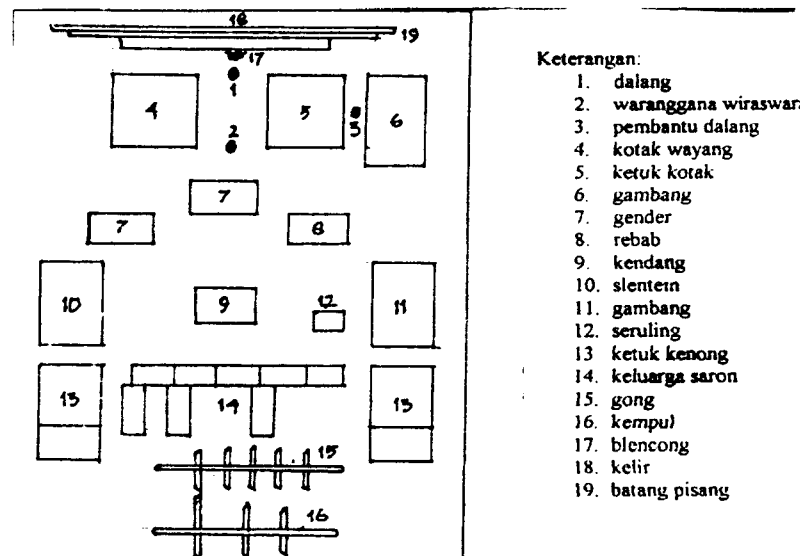 18
19
17
1
4
5
3
6
2
7
7
8
10
9
12
11
13
14
13
15
16
Keterangan:
1. dalang
2. waranggana wiraswara
3. pembantu dalang
4. kotak wayang
5. ketuk kotak
6. gambang
7. gender
8. rebab
9. kendang
10. slentem
11. gambang
12. seruling
13 ketuk kenong
14. keluarga saron
15. gong
16. kempul
17. blencong
18. kelir
19. batang pisang